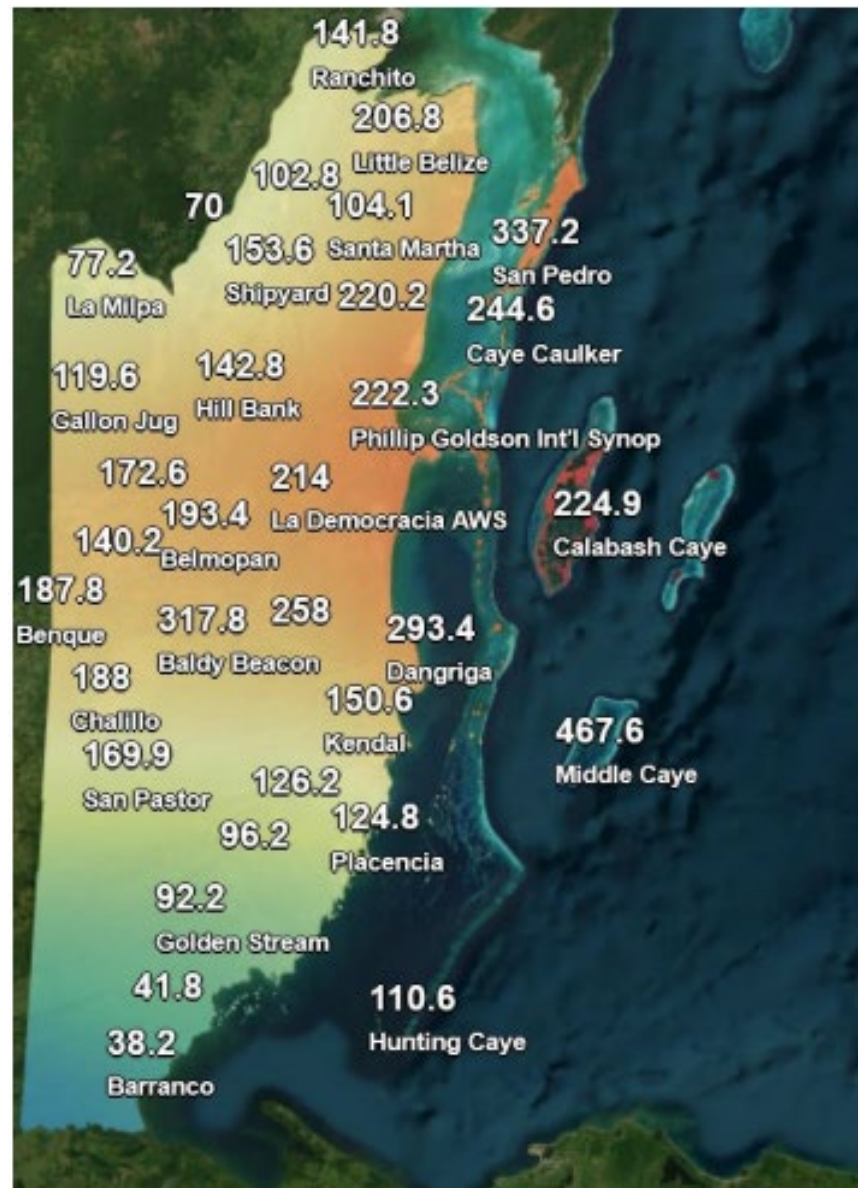 141.8
Ranchito
206.8
Little Belize
102.8
70
104.1
Santa Martha
337.2
San Pedro
153.6
Shipyard
77.2
La Milpa
220.2
244.6
Caye Caulker
142.8
Hill Bank
119.6
Gallon Jug
222.3
Phillip Goldson Int'l Synop
172.6
214
La Democracia AWS
224.9
Calabash Caye
193.4
Belmopan
140.2
187.8
Benque
317.8
Baldy Beacon
258
293.4
Dangriga
188
Chalillo
150.6
Kendal
467.6
Middle Caye
169.9
San Pastor
126.2
124.8
Placencia
96.2
92.2
Golden Stream
41.8
110.6
Hunting Caye
38.2
Barranco